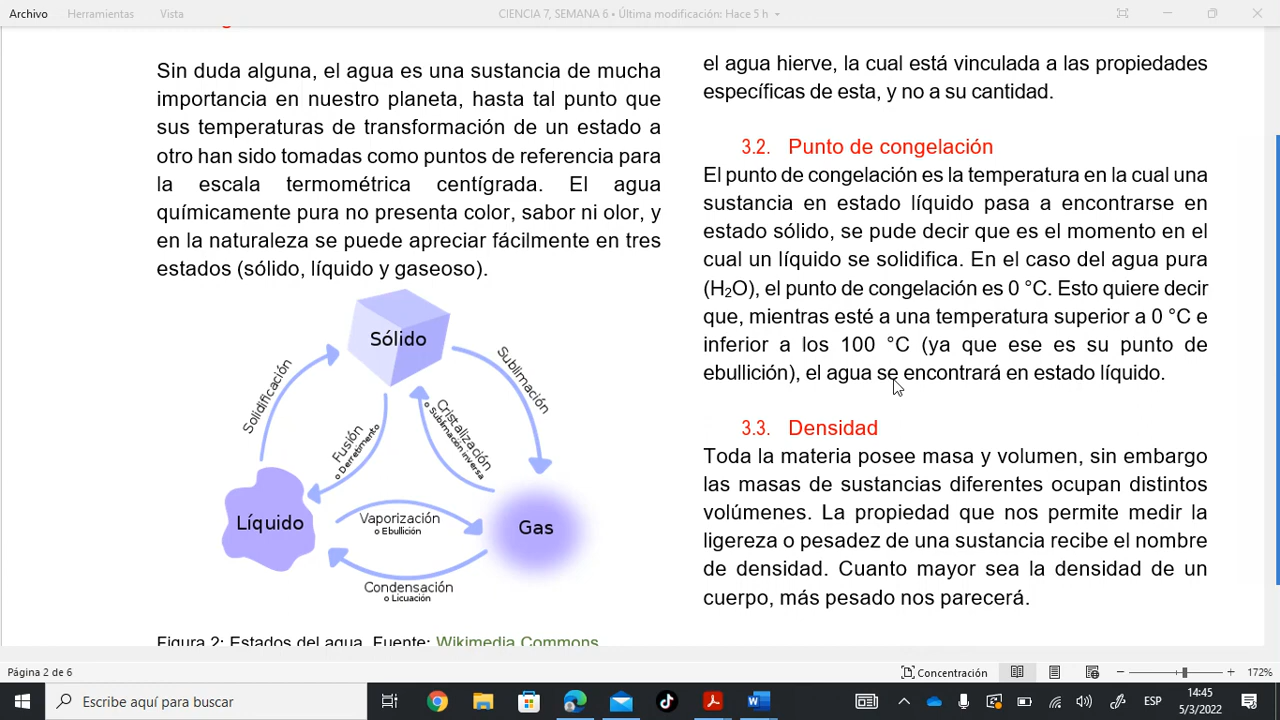 Archivo Herramientas Vista CIENCIA 7, SEMANA 6 • Última modificación: Hace 5 h
Sin duda alguna, el agua es una sustancia de mucha
importancia en nuestro planeta, hasta tal punto que
sus temperaturas de transformación de un estado a
otro han sido tomadas como puntos de referencia para
la escala termométrica centígrada. El agua
químicamente pura no presenta color, sabor ni olor, y
en la naturaleza se puede apreciar fácilmente en tres
estados (sólido, líquido y gaseoso).
Sólido
Solidificación
Sublimación
Fusión
o Derretimento
Cristalización
o Sublimación inversa
Líquido
Vaporización
o Ebullición
Gas
Condensación
o Licuación
Figura 2: Estados del agua. Fuente: Wikimedia Commons
el agua hierve, la cual está vinculada a las propiedades
específicas de esta, y no a su cantidad.
3.2. Punto de congelación
El punto de congelación es la temperatura en la cual una
sustancia en estado líquido pasa a encontrarse en
estado sólido, se pude decir que es el momento en el
cual un líquido se solidifica. En el caso del agua pura
(H₂O), el punto de congelación es 0 °C. Esto quiere decir
que, mientras esté a una temperatura superior a 0 °C e
inferior a los 100 °C (ya que ese es su punto de
ebullición), el agua se encontrará en estado líquido.
3.3. Densidad
Toda la materia posee masa y volumen, sin embargo
las masas de sustancias diferentes ocupan distintos
volúmenes. La propiedad que nos permite medir la
ligereza o pesadez de una sustancia recibe el nombre
de densidad. Cuanto mayor sea la densidad de un
cuerpo, más pesado nos parecerá.
Página 2 de 6 Concentración 172%
Escribe aquí para buscar ESP 14:45
5/3/2022